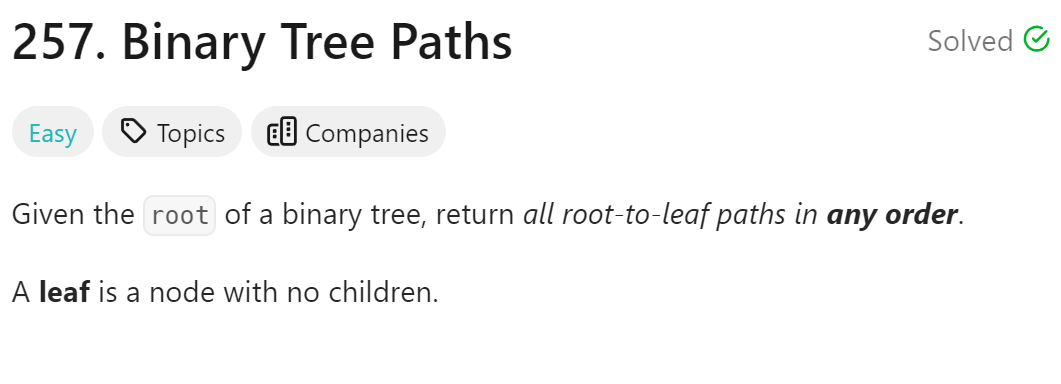 257. Binary Tree Paths
Solved
Easy
Topics
Companies
Given the root of a binary tree, return all root-to-leaf paths in any order.
A leaf is a node with no children.